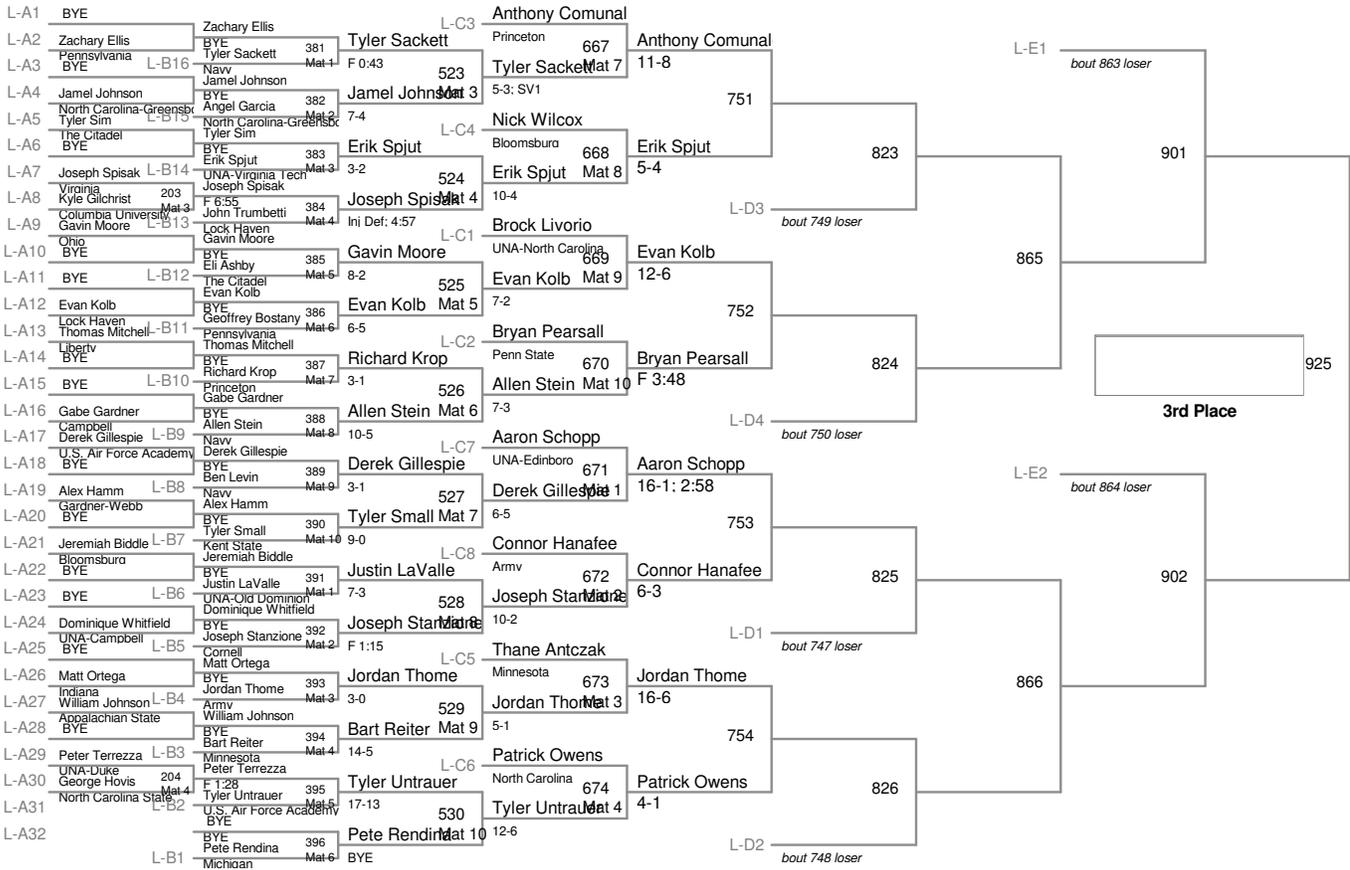 L-A1
L-A2
L-A3
L-A4
L-A5
L-A6
L-A7
L-A8
L-A9
L-A10
L-A11
L-A12
L-A13
L-A14
L-A15
L-A16
L-A17
L-A18
L-A19
L-A20
L-A21
L-A22
L-A23
L-A24
L-A25
L-A26
L-A27
L-A28
L-A29
L-A30
L-A31
L-A32
BYE
Zachary Ellis
Pennsylvania
BYE
Jamel Johnson
North Carolina-Greensbo
Tyler Sim
The Citadel
BYE
Joseph Spisak
Virginia
Kyle Gilchrist
Columbia University
203
Mat 3
Gavin Moore
Ohio
BYE
BYE
Evan Kolb
Lock Haven
Thomas Mitchell
Liberty
BYE
BYE
Gabe Gardner
Campbell
Derek Gillespie
U.S. Air Force Academy
BYE
Alex Hamm
Gardner-Webb
BYE
Jeremiah Biddle
Bloomsburg
BYE
BYE
Dominique Whitfield
UNA-Campbell
BYE
Matt Ortega
Indiana
William Johnson
Appalachian State
BYE
Peter Terrezza
UNA-Duke
George Hovis
North Carolina State
204
Mat 4
L-B16
L-B15
L-B14
L-B13
L-B12
L-B11
L-B10
L-B9
L-B8
L-B7
L-B6
L-B5
L-B4
L-B3
L-B2
L-B1
Zachary Ellis
BYE
Tyler Sackett
Navy
381
Mat 1
Jamel Johnson
BYE
Angel Garcia
North Carolina-Greensbo
382
Mat 2
Tyler Sim
BYE
Erik Spjut
UNA-Virginia Tech
383
Mat 3
Joseph Spisak
F 6:55
John Trumbetti
Lock Haven
384
Mat 4
Gavin Moore
BYE
Eli Ashby
The Citadel
385
Mat 5
Evan Kolb
BYE
Geoffrey Bostany
Pennsylvania
386
Mat 6
Thomas Mitchell
BYE
Richard Krop
Princeton
387
Mat 7
Gabe Gardner
BYE
Allen Stein
Navy
388
Mat 8
Derek Gillespie
BYE
Ben Levin
Navy
389
Mat 9
Alex Hamm
BYE
Tyler Small
Kent State
390
Mat 10
Jeremiah Biddle
BYE
Justin LaValle
UNA-Old Dominion
391
Mat 1
Dominique Whitfield
BYE
Joseph Stanzione
Cornell
392
Mat 2
Matt Ortega
BYE
Jordan Thome
Army
393
Mat 3
William Johnson
BYE
Bart Reiter
Minnesota
394
Mat 4
Peter Terrezza
F 1:28
Tyler Untrauer
U.S. Air Force Academy
395
Mat 5
BYE
BYE
Pete Rendina
Michigan
396
Mat 6
Tyler Sackett
F 0:43
523
Mat 3
Jamel Johnson
7-4
Erik Spjut
3-2
524
Mat 4
Joseph Spisak
Inj Def; 4:57
Gavin Moore
8-2
525
Mat 5
Evan Kolb
6-5
Richard Krop
3-1
526
Mat 6
Allen Stein
10-5
Derek Gillespie
3-1
527
Mat 7
Tyler Small
9-0
Justin LaValle
7-3
528
Mat 8
Joseph Stanzione
F 1:15
Jordan Thome
3-0
529
Mat 9
Bart Reiter
14-5
Tyler Untrauer
17-13
530
Mat 10
Pete Rendina
BYE
L-C3
Anthony Comunal
Princeton
667
Mat 7
Tyler Sackett
5-3; SV1
L-C4
Nick Wilcox
Bloomsburg
668
Mat 8
Erik Spjut
10-4
L-C1
Brock Livorio
UNA-North Carolina
669
Mat 9
Evan Kolb
7-2
L-C2
Bryan Pearsall
Penn State
670
Mat 10
Allen Stein
7-3
L-C7
Aaron Schopp
UNA-Edinboro
671
Mat 1
Derek Gillespie
6-5
L-C8
Connor Hanafee
Army
672
Mat 2
Joseph Stanzione
10-2
L-C5
Thane Antczak
Minnesota
673
Mat 3
Jordan Thome
5-1
L-C6
Patrick Owens
North Carolina
674
Mat 4
Tyler Untrauer
12-6
Anthony Comunal
11-8
751
Erik Spjut
5-4
Evan Kolb
12-6
752
Bryan Pearsall
F 3:48
Aaron Schopp
16-1; 2:58
753
Connor Hanafee
6-3
Jordan Thome
16-6
754
Patrick Owens
4-1
823
L-D3
bout 749 loser
824
L-D4
bout 750 loser
825
L-D1
bout 747 loser
826
L-D2
bout 748 loser
865
866
L-E1
bout 863 loser
901
L-E2
bout 864 loser
902
925
3rd Place